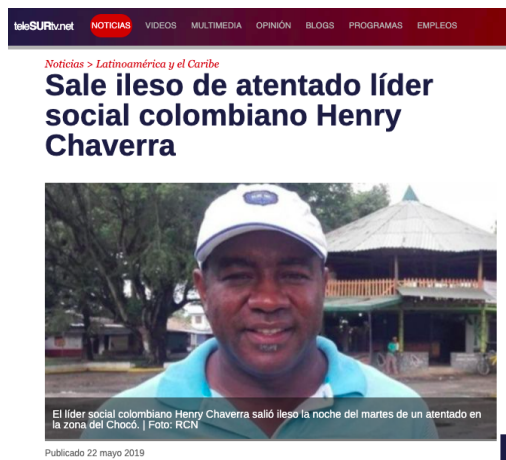 teleSURtv.net NOTICIAS VIDEOS MULTIMEDIA OPINIÓN BLOGS PROGRAMAS EMPLEOS
Noticias > Latinoamérica y el Caribe
Sale ileso de atentado líder
social colombiano Henry
Chaverra
El líder social colombiano Henry Chaverra salió ileso la noche del martes de un atentado en
la zona del Chocó. | Foto: RCN
Publicado 22 mayo 2019